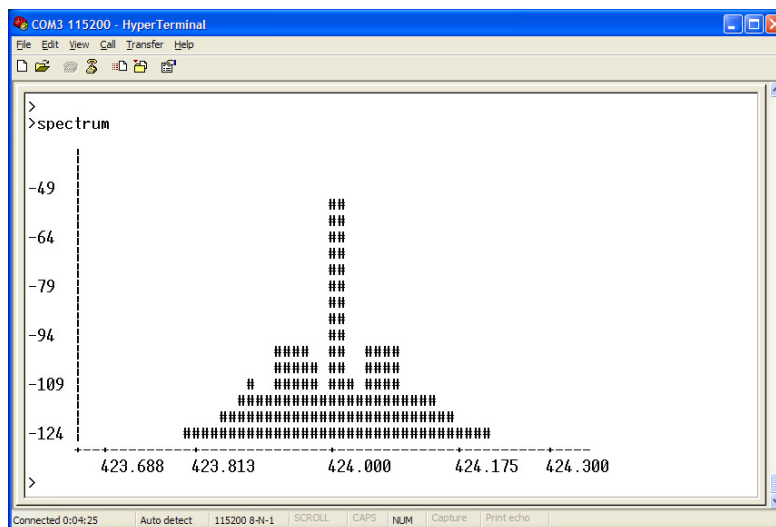 COM3 115200 - HyperTerminal
File Edit View Call Transfer Help
>
>spectrum
-49 ##
##
##
-64 ##
##
##
-79 ##
##
##
-94 ##
#### ## ####
##### ## ####
-109 # ##### ### ####
######################
##########################
-124 ##################################
423.688 423.813 424.000 424.175 424.300
>
Connected 0:04:25 Auto detect 115200 8-N-1 SCROLL CAPS NUM Capture Print echo